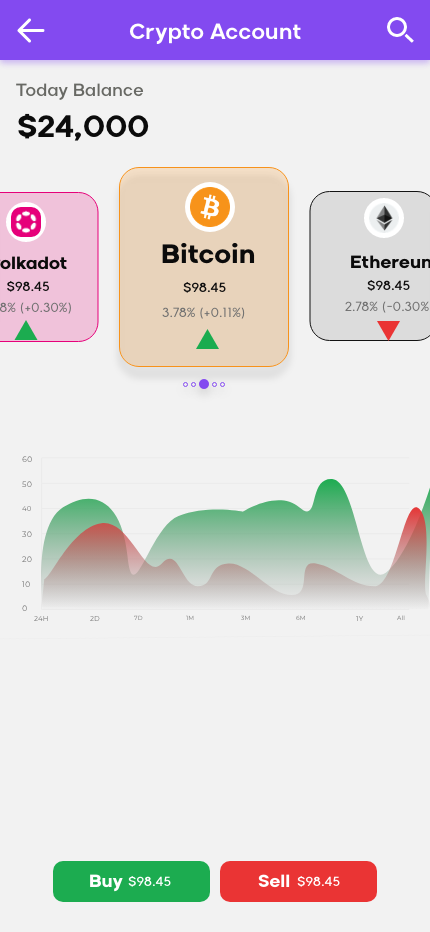 Crypto Account
Today Balance
$24,000
olkadot
$98.45
8% (+0.30%)
Bitcoin
$98.45
3.78% (+0.11%)
Ethereun
$98.45
2.78% (-0.30%
60
50
40
30
20
10
0
24H 2D 7D 1M 3M 6M 1Y All
Buy $98.45
Sell $98.45